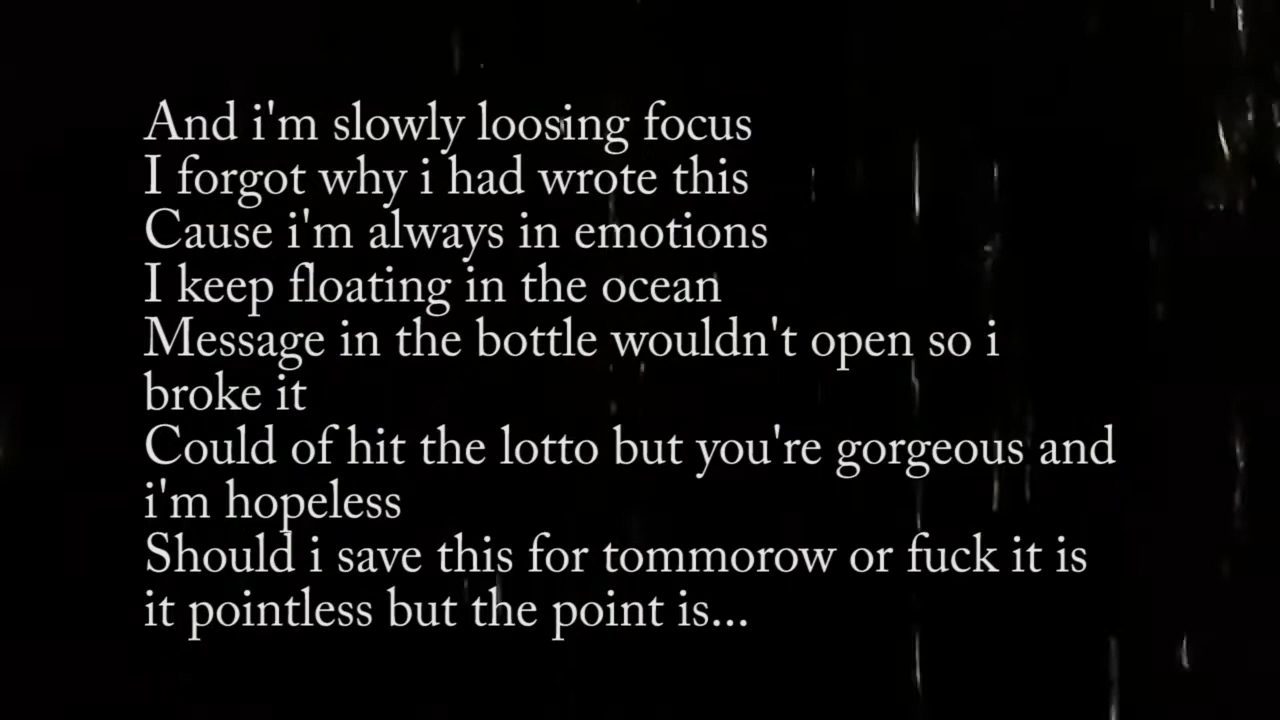 And i'm slowly loosing focus
I forgot why i had wrote this
Cause i'm always in emotions
I keep floating in the ocean
Message in the bottle wouldn't open so i
broke it
Could of hit the lotto but you're gorgeous and
i'm hopeless
Should i save this for tommorow or fuck it is
it pointless but the point is...